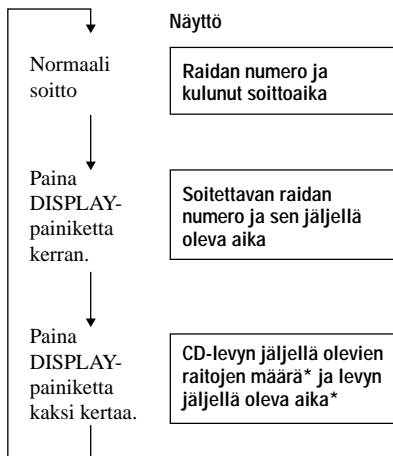 Näyttö
Normaali
soitto
Raidan numero ja
kulunut soittoaika
Paina
DISPLAY-
painiketta
kerran.
Soitettavan raidan
numero ja sen jäljellä
oleva aika
Paina
DISPLAY-
painiketta
kaksi kertaa.
CD-levyn jäljellä olevien
raitojen määrä* ja levyn
jäljellä oleva aika*